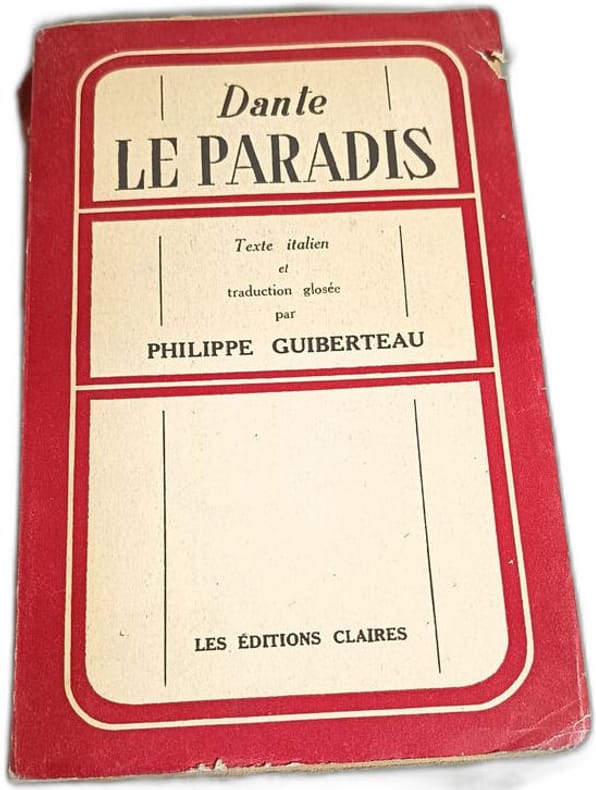 Dante
LE PARADIS
Texte italien
et
traduction glosée
par
PHILIPPE GUIBERTEAU
LES ÉDITIONS CLAIRES